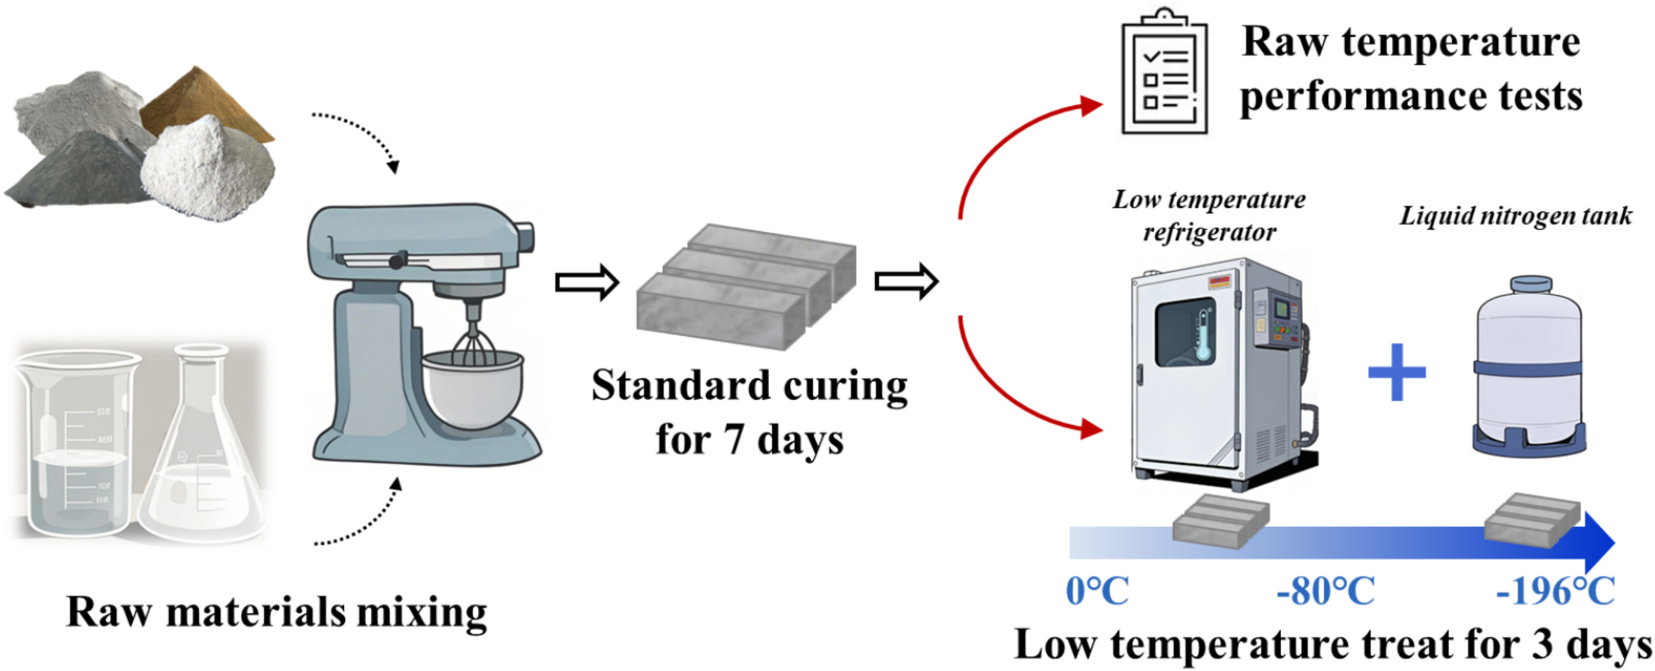 Raw temperature
performance tests
Low temperature
refrigerator
Liquid nitrogen tank
Standard curing
for 7 days
Raw materials mixing
0°C
-80°C
-196°C
Low temperature treat for 3 days